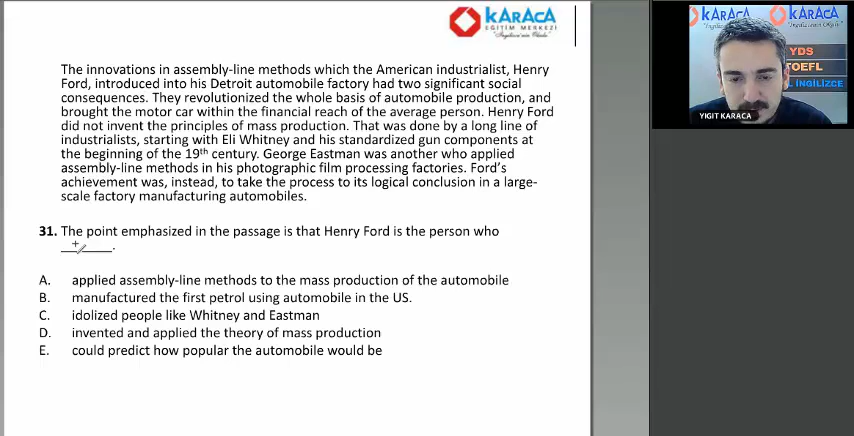 kARAcA
EĞİTİM MERKEZİ
"İngilizce'nin Okulu"
The innovations in assembly-line methods which the American industrialist, Henry
Ford, introduced into his Detroit automobile factory had two significant social
consequences. They revolutionized the whole basis of automobile production, and
brought the motor car within the financial reach of the average person. Henry Ford
did not invent the principles of mass production. That was done by a long line of
industrialists, starting with Eli Whitney and his standardized gun components at
the beginning of the 19th century. George Eastman was another who applied
assembly-line methods in his photographic film processing factories. Ford's
achievement was, instead, to take the process to its logical conclusion in a large-
scale factory manufacturing automobiles.
31. The point emphasized in the passage is that Henry Ford is the person who
______.
A. applied assembly-line methods to the mass production of the automobile
B. manufactured the first petrol using automobile in the US.
C. idolized people like Whitney and Eastman
D. invented and applied the theory of mass production
E. could predict how popular the automobile would be
kARAcA
kARAcA
YDS
TOEFL
İNGİLİZCE
YIGIT KARACA